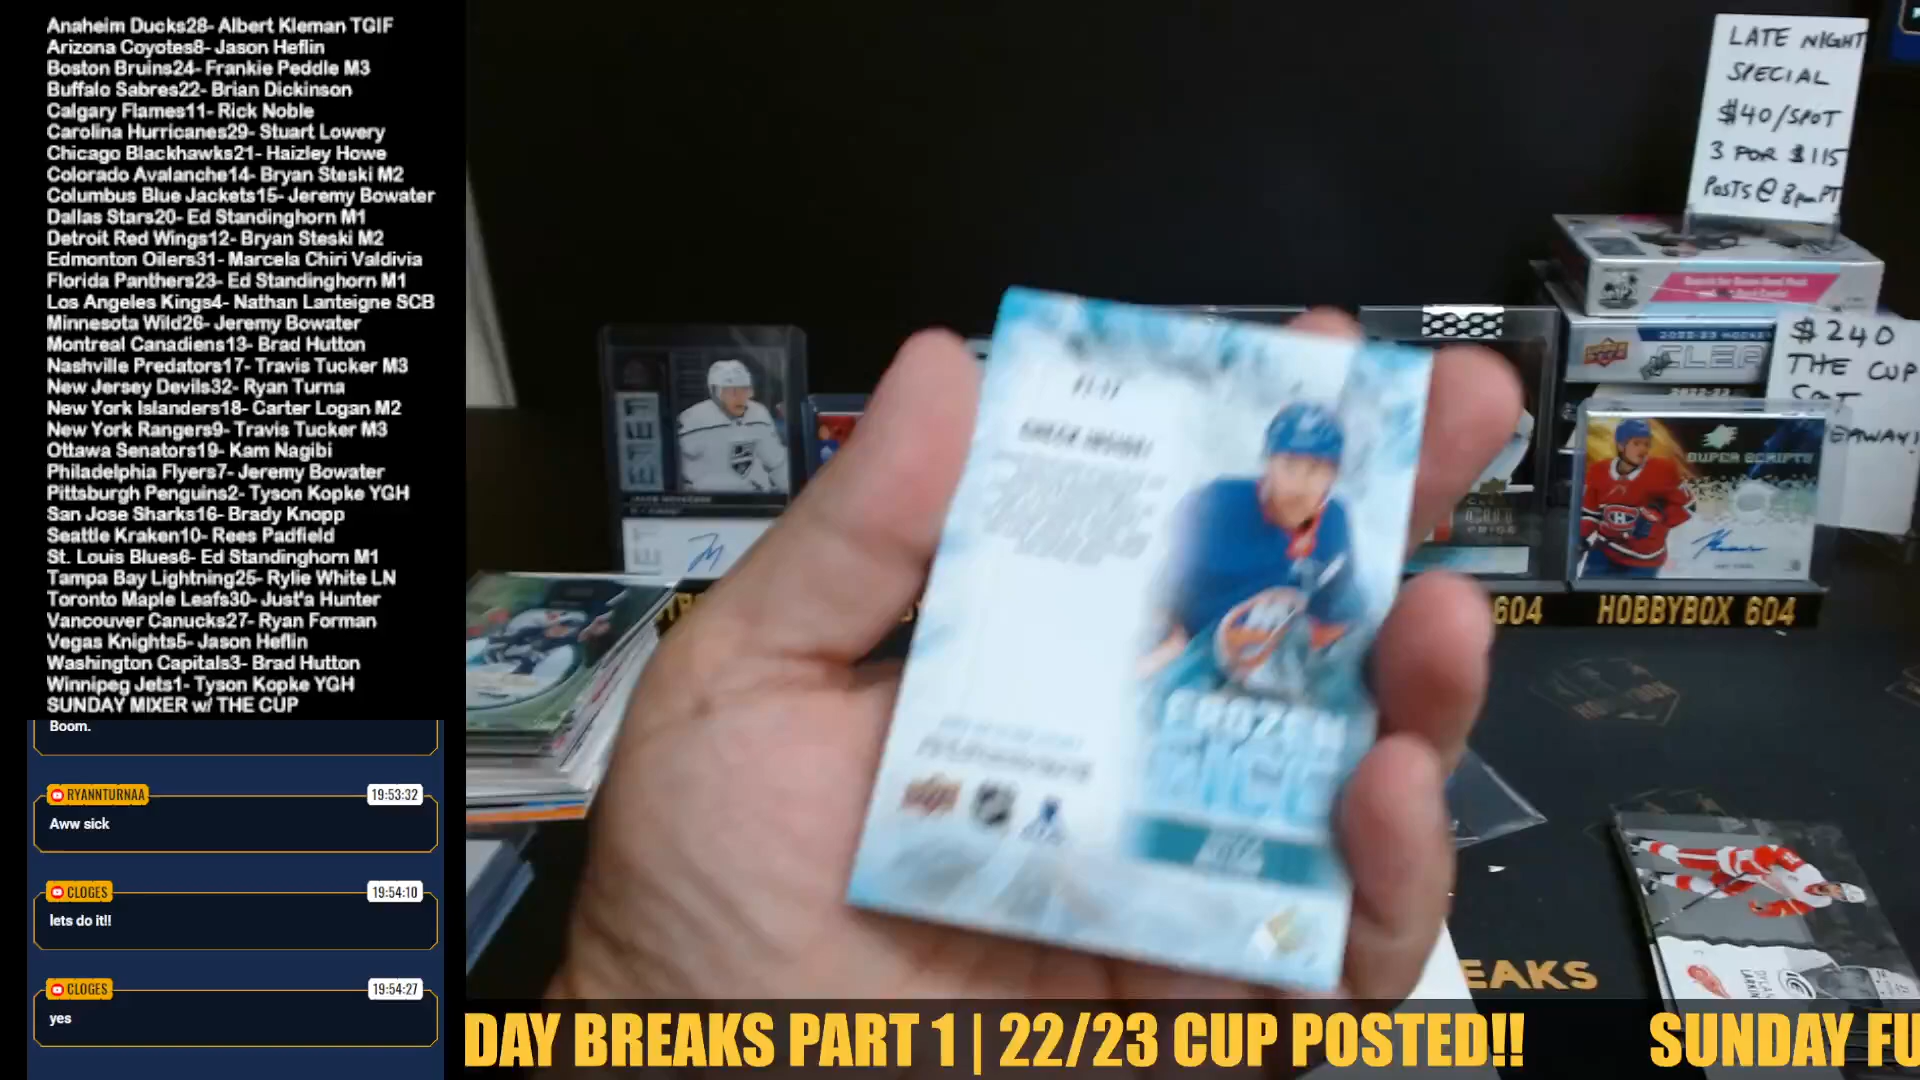 Anaheim Ducks28- Albert Kleman TGIF
Arizona Coyotes8- Jason Heflin
Boston Bruins24- Frankie Peddle M3
Buffalo Sabres22- Brian Dickinson
Calgary Flames11- Rick Noble
Carolina Hurricanes29- Stuart Lowery
Chicago Blackhawks21- Haizley Howe
Colorado Avalanche14- Bryan Steski M2
Columbus Blue Jackets15- Jeremy Bowater
Dallas Stars20- Ed Standinghorn M1
Detroit Red Wings12- Bryan Steski M2
Edmonton Oilers31- Marcela Chiri Valdivia
Florida Panthers23- Ed Standinghorn M1
Los Angeles Kings4- Nathan Lanteigne SCB
Minnesota Wild26- Jeremy Bowater
Montreal Canadiens13- Brad Hutton
Nashville Predators17- Travis Tucker M3
New Jersey Devils32- Ryan Turna
New York Islanders18- Carter Logan M2
New York Rangers9- Travis Tucker M3
Ottawa Senators19- Kam Nagibi
Philadelphia Flyers7- Jeremy Bowater
Pittsburgh Penguins2- Tyson Kopke YGH
San Jose Sharks16- Brady Knopp
Seattle Kraken10- Rees Padfield
St. Louis Blues6- Ed Standinghorn M1
Tampa Bay Lightning25- Rylie White LN
Toronto Maple Leafs30- Just'a Hunter
Vancouver Canucks27- Ryan Forman
Vegas Knights5- Jason Heflin
Washington Capitals3- Brad Hutton
Winnipeg Jets1- Tyson Kopke YGH
SUNDAY MIXER w/ THE CUP
Boom.
RYANNTURNAA 19:53:32
Aww sick
CLOGES 19:54:10
lets do it!!
CLOGES 19:54:27
yes
LATE NIGHT
SPECIAL
$40/SPOT
3 FOR $115
POSTS @ 8pm PT
$240
THE CUP
SPOT
SUPER SCRIPTS
604
HOBBYBOX 604
FROZEN
EAKS
DAY BREAKS PART 1 | 22/23 CUP POSTED!! SUNDAY FU